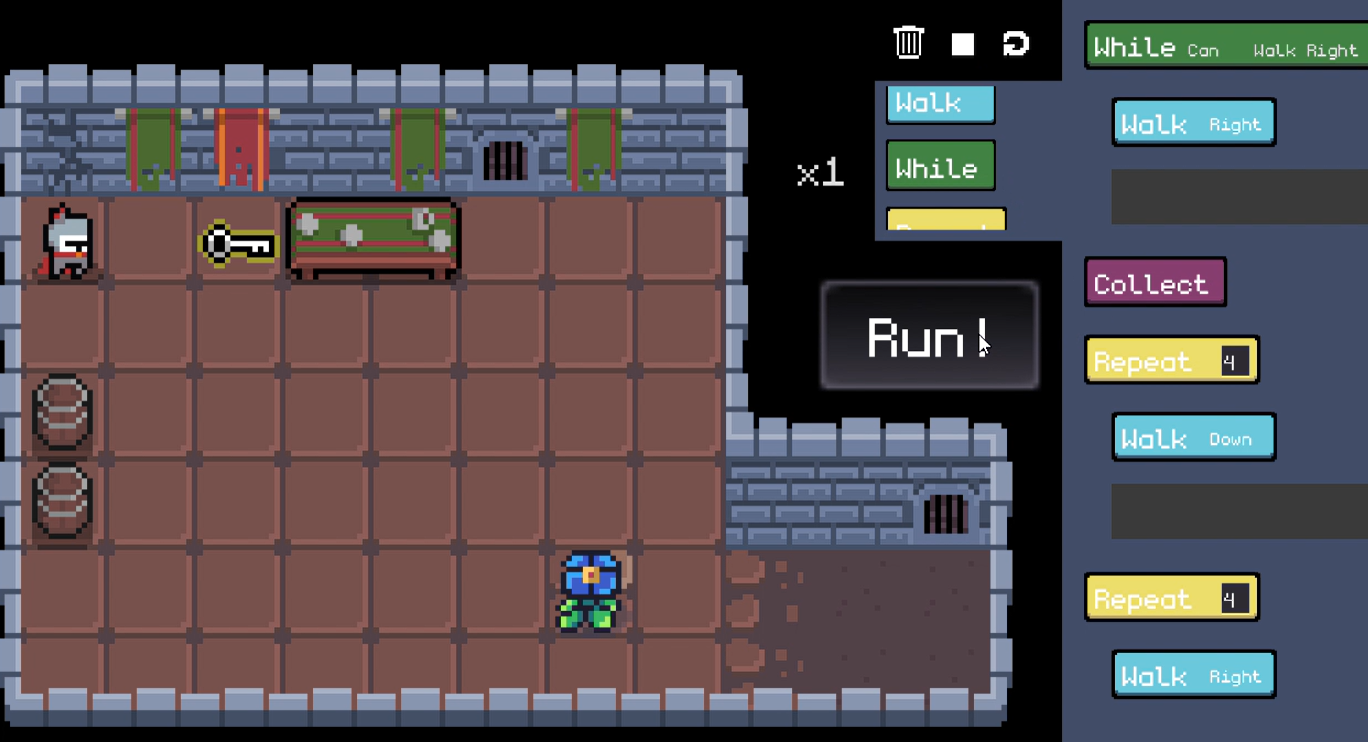 While Can Walk Right
Walk
Walk Right
x1
While
Collect
Run!
Repeat 4
Walk Down
Repeat 4
Walk Right